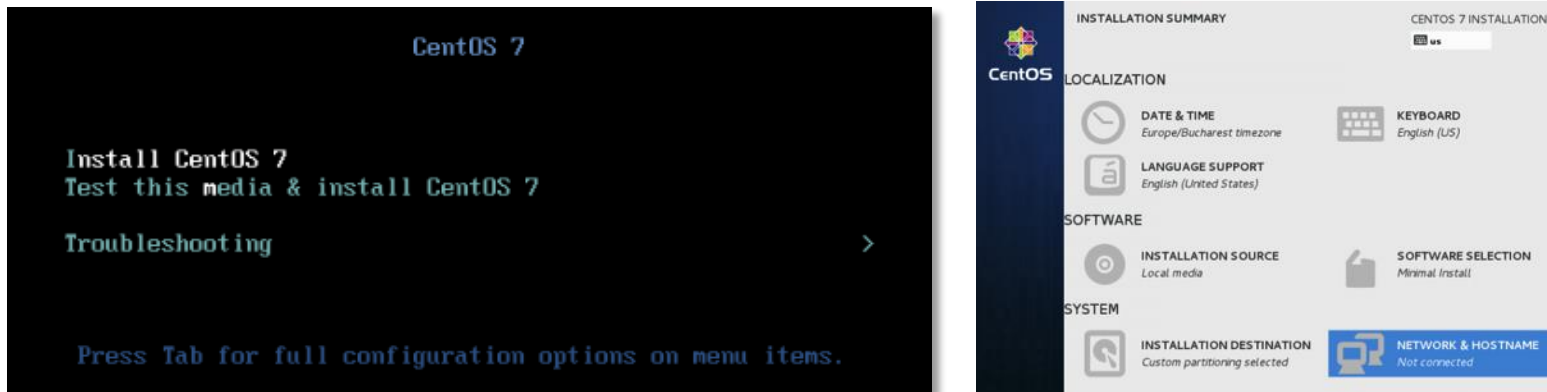 CentOS 7
Install CentOS 7
Test this media & install CentOS 7
Troubleshooting >
Press Tab for full configuration options on menu items.
INSTALLATION SUMMARY
CENTOS 7 INSTALLATION
us
CentOS
LOCALIZATION
DATE & TIME
Europe/Bucharest timezone
KEYBOARD
English (US)
LANGUAGE SUPPORT
English (United States)
SOFTWARE
INSTALLATION SOURCE
Local media
SOFTWARE SELECTION
Minimal Install
SYSTEM
INSTALLATION DESTINATION
Custom partitioning selected
NETWORK & HOSTNAME
Not connected